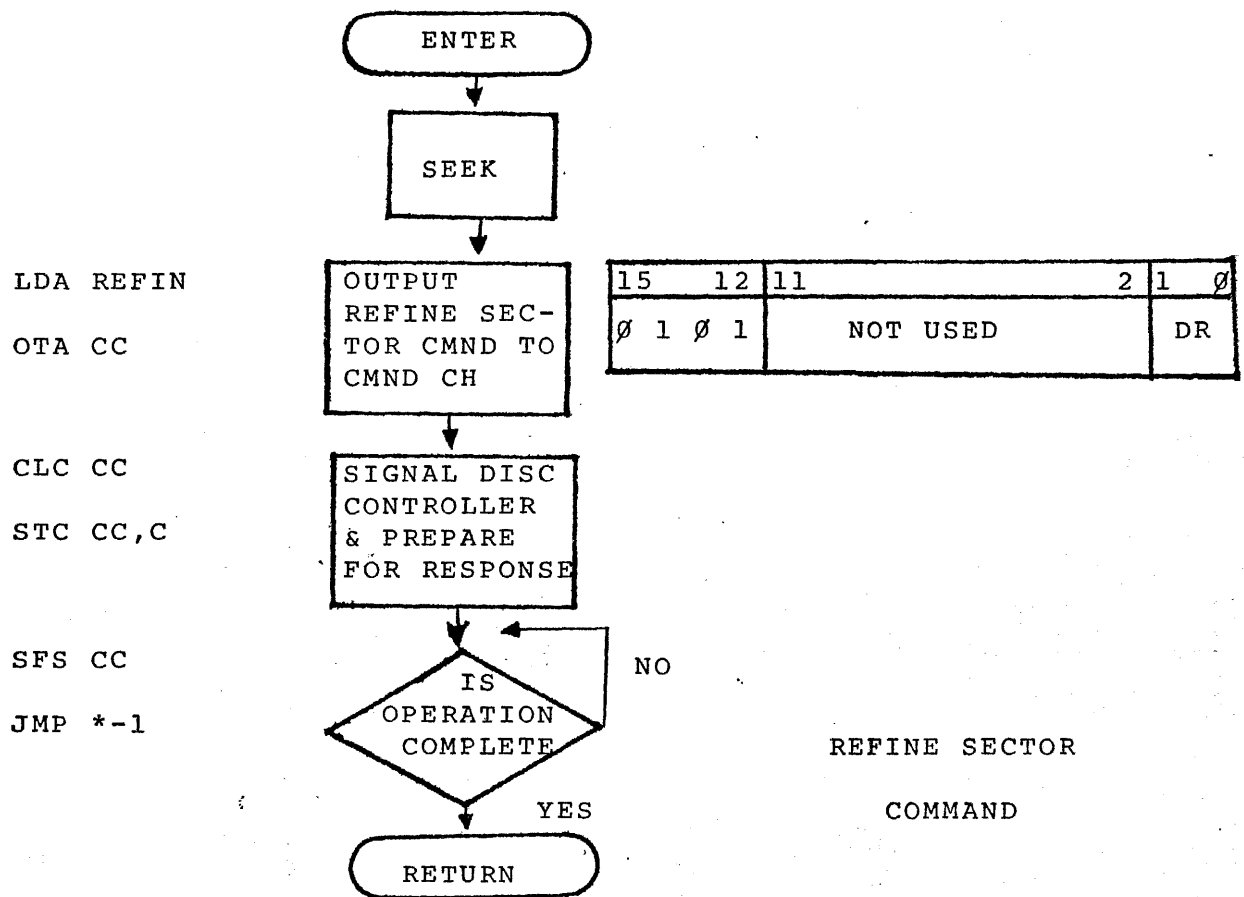 ENTER
SEEK
LDA REFIN
OTA CC
OUTPUT
REFINE SEC-
TOR CMND TO
CMND CH
15 12 11 2 1 Ø
Ø 1 Ø 1 NOT USED DR
CLC CC
STC CC,C
SIGNAL DISC
CONTROLLER
& PREPARE
FOR RESPONSE
SFS CC
JMP *-1
IS
OPERATION
COMPLETE
NO
YES
REFINE SECTOR
COMMAND
RETURN